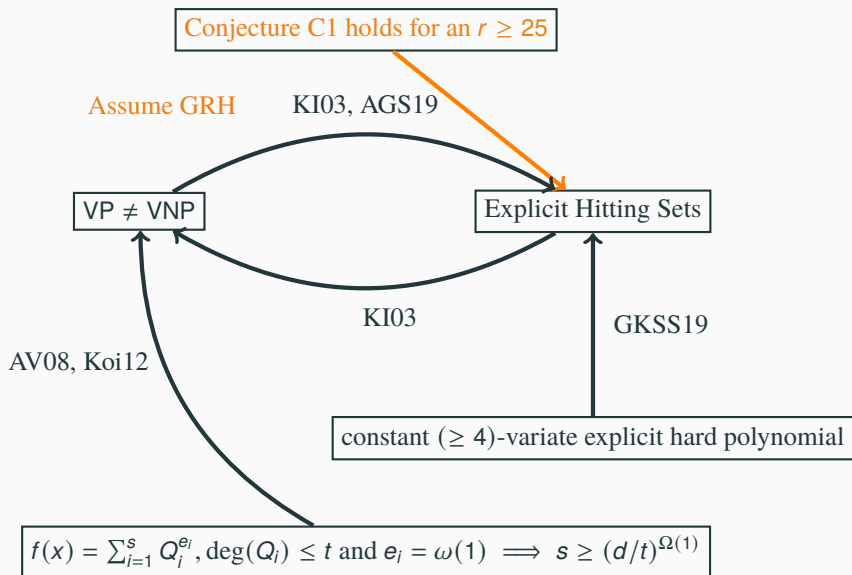 Conjecture C1 holds for an r ≥ 25
Assume GRH
KI03, AGS19
VP ≠ VNP
Explicit Hitting Sets
KI03
GKSS19
AV08, Koi12
constant (≥ 4)-variate explicit hard polynomial
f(x) = ∑_{i=1}^{s} Q_i^{e_i}, deg(Q_i) ≤ t and e_i = ω(1) ⟹ s ≥ (d/t)^{Ω(1)}